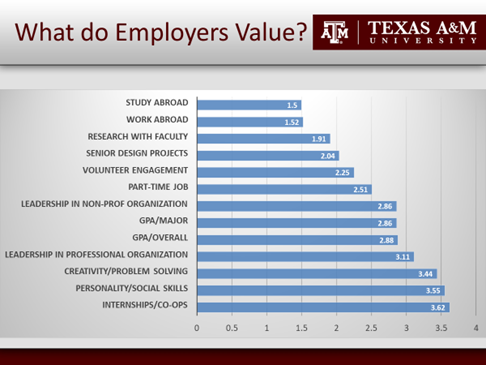 What do Employers Value?
TEXAS A&M
UNIVERSITY
ATM
STUDY ABROAD 1.5
WORK ABROAD 1.52
RESEARCH WITH FACULTY 1.91
SENIOR DESIGN PROJECTS 2.04
VOLUNTEER ENGAGEMENT 2.25
PART-TIME JOB 2.51
LEADERSHIP IN NON-PROF ORGANIZATION 2.86
GPA/MAJOR 2.86
GPA/OVERALL 2.88
LEADERSHIP IN PROFESSIONAL ORGANIZATION 3.11
CREATIVITY/PROBLEM SOLVING 3.44
PERSONALITY/SOCIAL SKILLS 3.55
INTERNSHIPS/CO-OPS 3.62
0 0.5 1 1.5 2 2.5 3 3.5 4